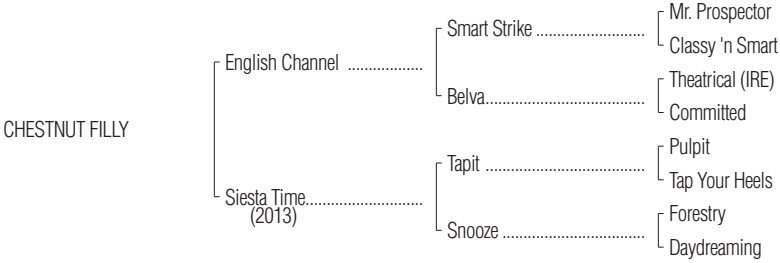 Mr. Prospector
Smart Strike ........................
Classy 'n Smart
English Channel .................
Theatrical (IRE)
Belva...................................
Committed
CHESTNUT FILLY
Pulpit
Tapit ...................................
Tap Your Heels
Siesta Time..........................
(2013)
Forestry
Snooze ...............................
Daydreaming